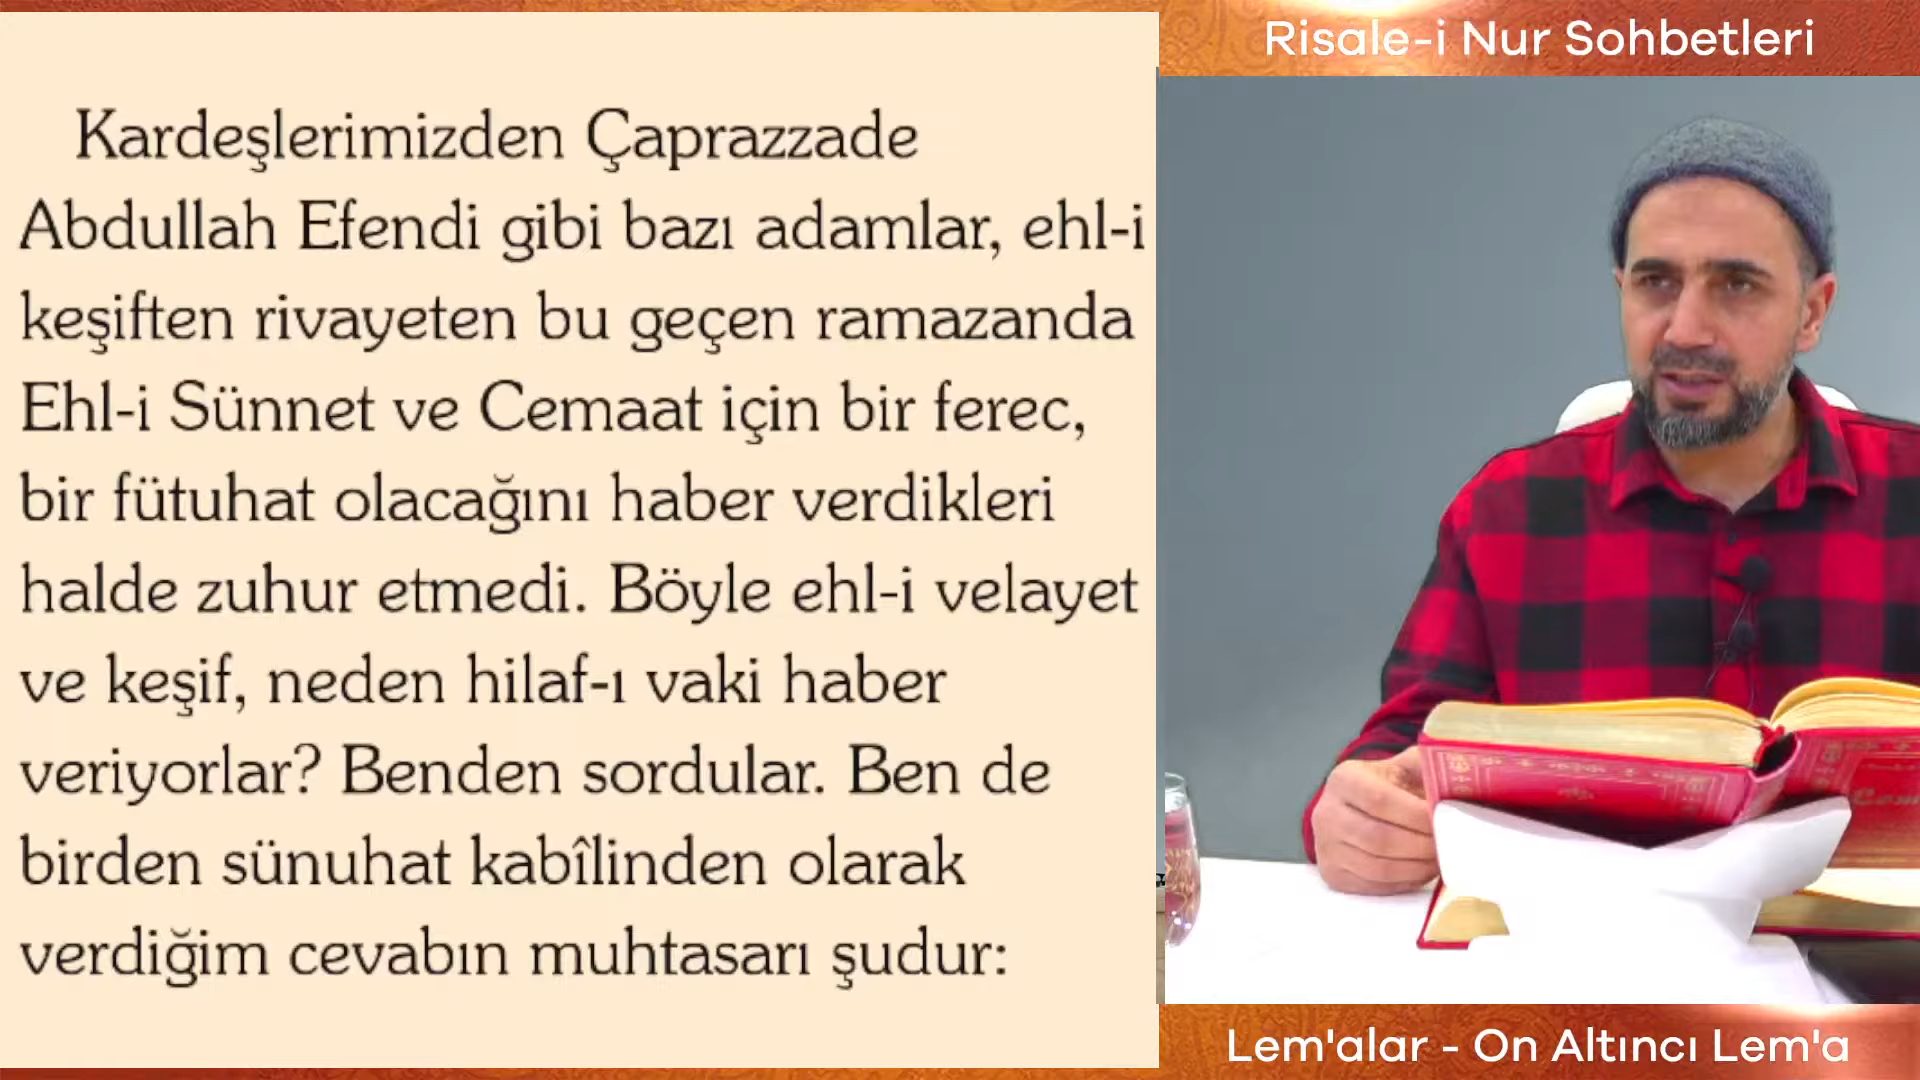 Risale-i Nur Sohbetleri
Kardeşlerimizden Çaprazzade
Abdullah Efendi gibi bazı adamlar, ehl-i
keşiften rivayeten bu geçen ramazanda
Ehl-i Sünnet ve Cemaat için bir ferec,
bir fütuhat olacağını haber verdikleri
halde zuhur etmedi. Böyle ehl-i velayet
ve keşif, neden hilaf-ı vaki haber
veriyorlar? Benden sordular. Ben de
birden sünuhat kabîlinden olarak
verdiğim cevabın muhtasarı şudur:
Lem'alar - On Altıncı Lem'a